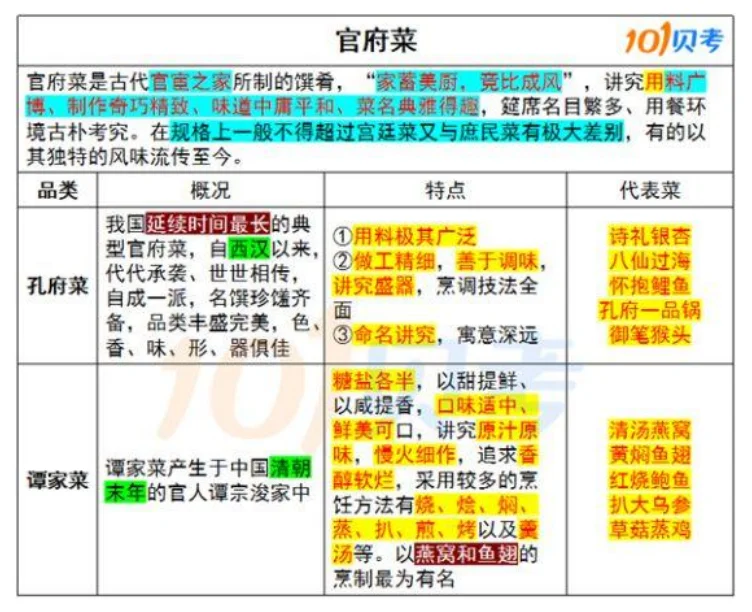 官府菜
101贝考
官府菜是古代官宦之家所制的馔肴，“家蓄美厨，竞比成风”，讲究用料广
博、制作奇巧精致、味道中庸平和、菜名典雅得趣，筵席名目繁多、用餐环
境古朴考究。在规格上一般不得超过宫廷菜又与庶民菜有极大差别，有的以
其独特的风味流传至今。
品类
概况
特点
代表菜
孔府菜
我国延续时间最长的典
型官府菜，自西汉以来，
代代承袭、世世相传，
自成一派，名馔珍馐齐
备，品类丰盛完美，色、
香、味、形、器俱佳
①用料极其广泛
②做工精细，善于调味，
讲究盛器，烹调技法全
面
③命名讲究，寓意深远
诗礼银杏
八仙过海
怀抱鲤鱼
孔府一品锅
御笔猴头
谭家菜
谭家菜产生于中国清朝
末年的官人谭宗浚家中
糖盐各半，以甜提鲜、
以咸提香，口味适中、
鲜美可口，讲究原汁原
味，慢火细作，追求香
醇软烂，采用较多的烹
饪方法有烧、烩、焖、
蒸、扒、煎、烤以及羹
汤等。以燕窝和鱼翅的
烹制最为有名
清汤燕窝
黄焖鱼翅
红烧鲍鱼
扒大乌参
草菇蒸鸡
101贝考